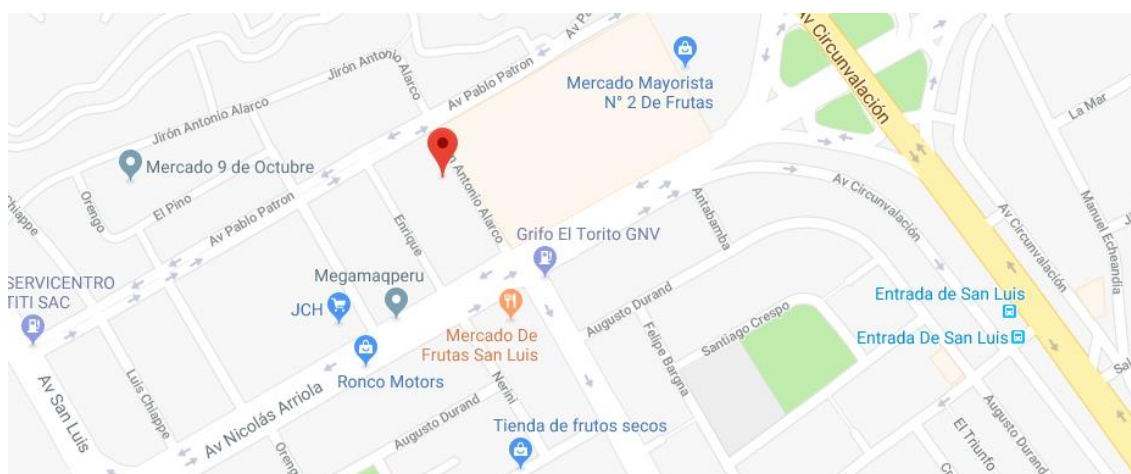 Av Circunvalación
Jirón Antonio Alarco
Av Pablo Patron
Mercado Mayorista
N° 2 De Frutas
La Mar
Jirón Antonio Alarco
Mercado 9 de Octubre
n Antonio Alarco
Orengo
El Pino
Chiappe
Av Pablo Patron
Enrique
Grifo El Torito GNV
Antabamba
Av Circunvalación
Av Circunvalación
Manuel Echeandia
SERVICENTRO
TITI SAC
Megamaqperu
JCH
Mercado De
Frutas San Luis
Augusto Durand
Santiago Crespo
Entrada de San Luis
Entrada De San Luis
Ronco Motors
Felipe Bargna
Nerini
Luis Chiappe
Av San Luis
Av Nicolás Arriola
Augusto Durand
Orengo
Tienda de frutos secos
El Triunfo
Augusto Durand